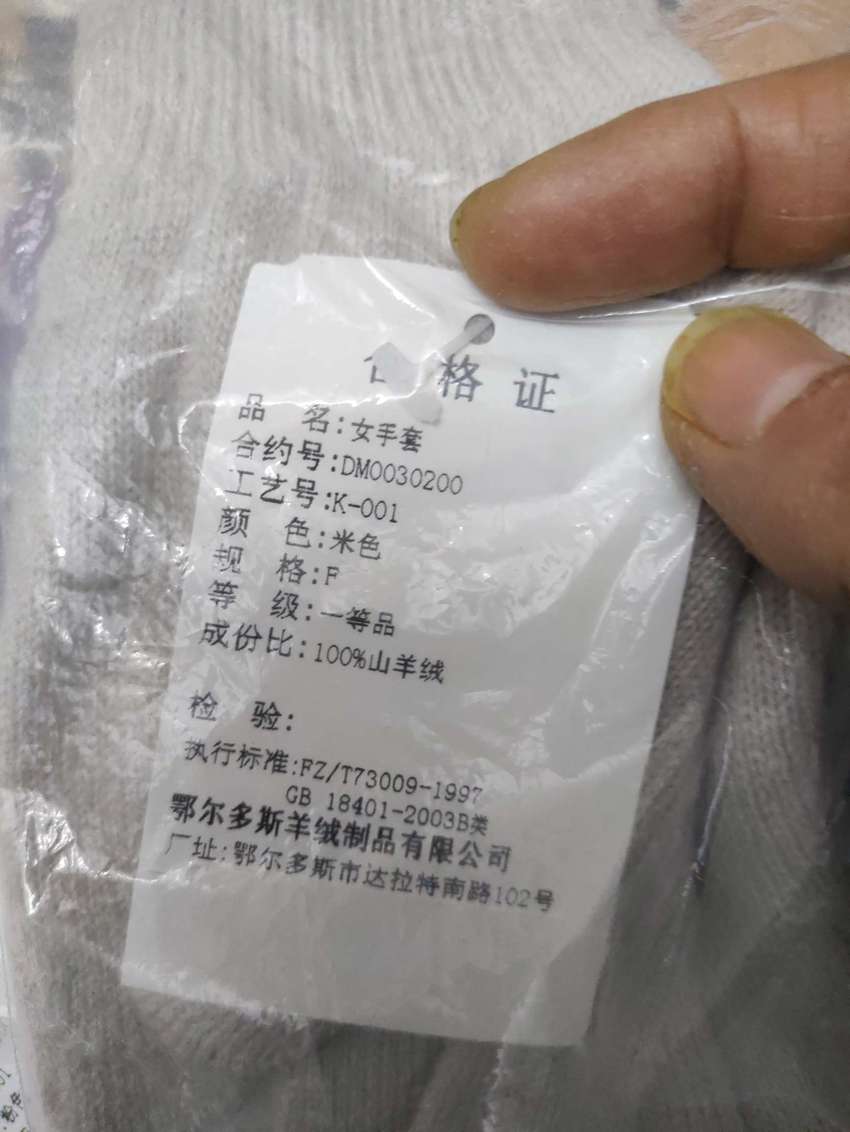 格证
品 名:女手套
合约号:DM0030200
工艺号:K-001
颜 色:米色
规 格:F
等 级:一等品
成份比:100%山羊绒
检 验:
执行标准:FZ/T73009-1997
GB 18401-2003B类
鄂尔多斯羊绒制品有限公司
厂址:鄂尔多斯市达拉特南路102号